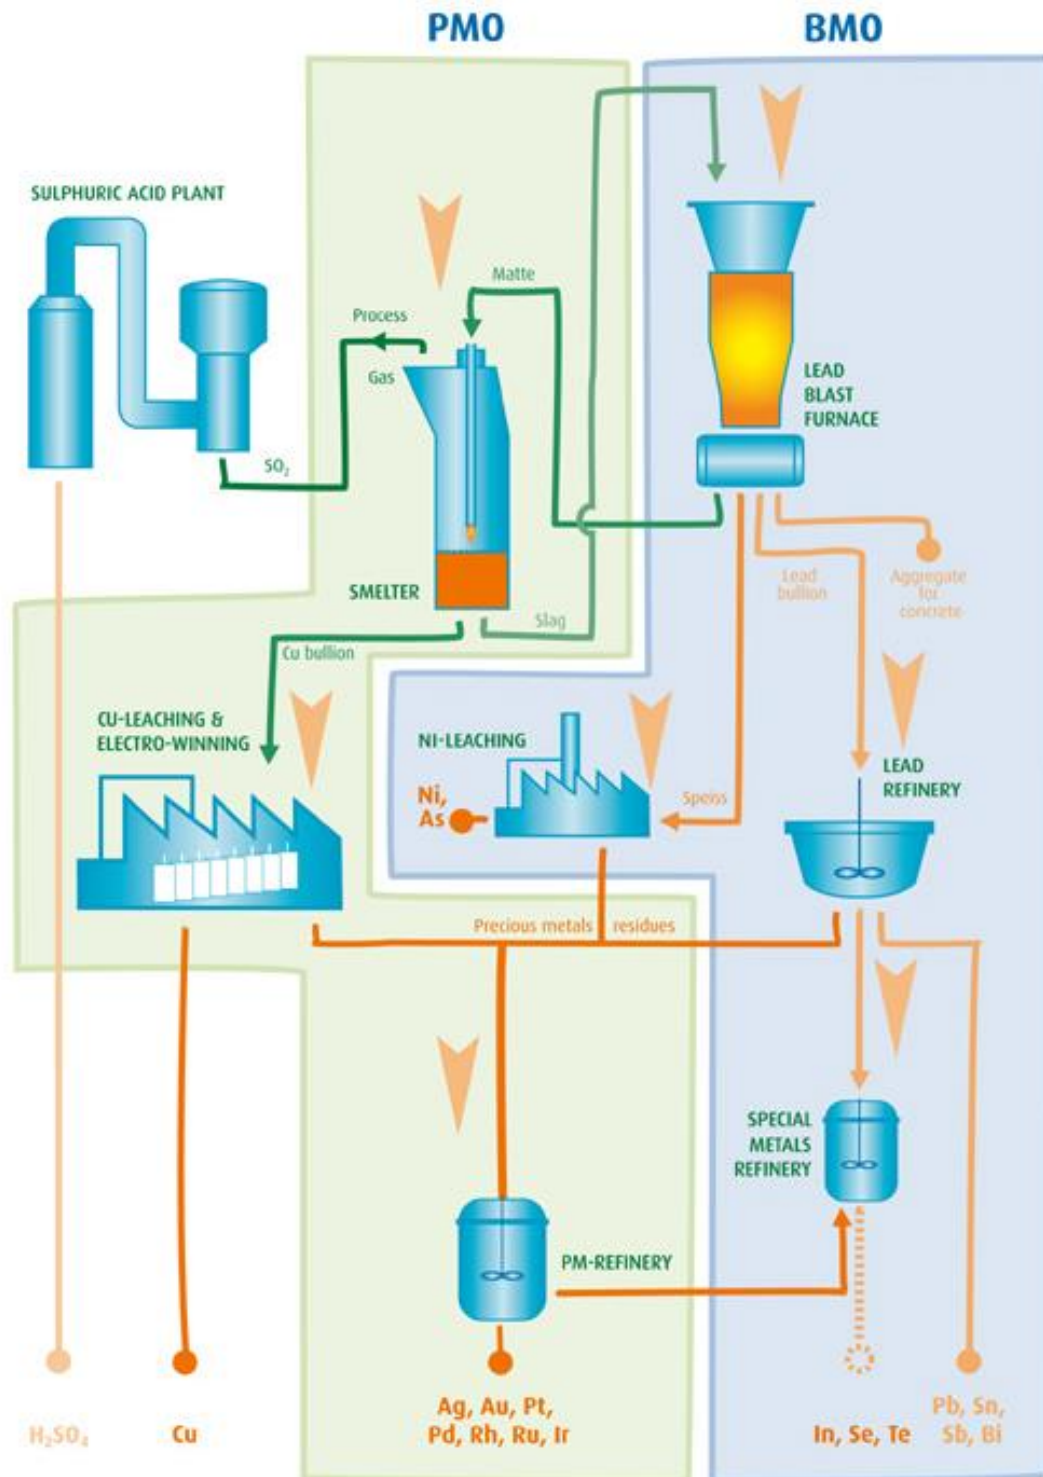 PMO
BMO
SULPHURIC ACID PLANT
Matte
Process
Gas
SO₂
LEAD
BLAST
FURNACE
SMELTER
Slag
Cu bullion
Lead
bullion
Aggregate
for
concrete
CU-LEACHING &
ELECTRO-WINNING
NI-LEACHING
Ni,
As
Speiss
LEAD
REFINERY
Precious metals residues
SPECIAL
METALS
REFINERY
PM-REFINERY
H₂SO₄
Cu
Ag, Au, Pt,
Pd, Rh, Ru, Ir
In, Se, Te
Pb, Sn,
Sb, Bi